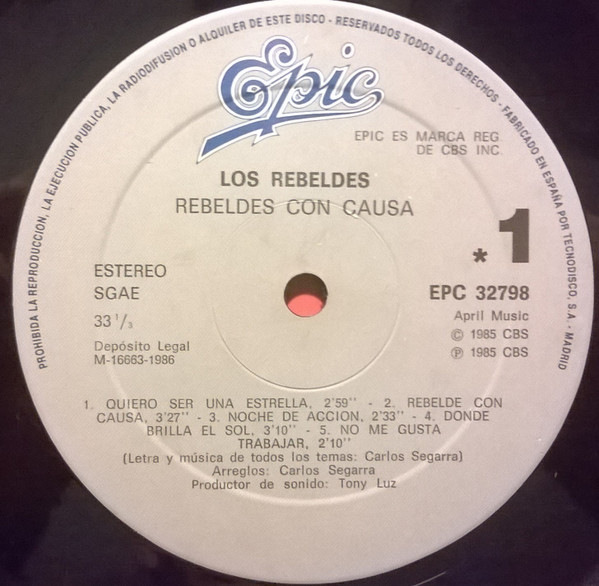 PROHIBIDA LA REPRODUCCION, LA EJECUCION PUBLICA, LA RADIODIFUSION O ALQUILER DE ESTE DISCO - RESERVADOS TODOS LOS DERECHOS - FABRICADO EN ESPAÑA POR TECNODISCO, S.A. - MADRID
Epic
EPIC ES MARCA REG.
DE CBS INC.
LOS REBELDES
REBELDES CON CAUSA
* 1
ESTEREO
SGAE
33 1/3
Depósito Legal
M-16663-1986
EPC 32798
April Music
© 1985 CBS
℗ 1985 CBS
1. QUIERO SER UNA ESTRELLA, 2'59'' - 2. REBELDE CON
CAUSA, 3'27'' - 3. NOCHE DE ACCION, 2'33'' - 4. DONDE
BRILLA EL SOL, 3'10'' - 5. NO ME GUSTA
TRABAJAR, 2'10''
(Letra y música de todos los temas: Carlos Segarra)
Arreglos: Carlos Segarra
Productor de sonido: Tony Luz